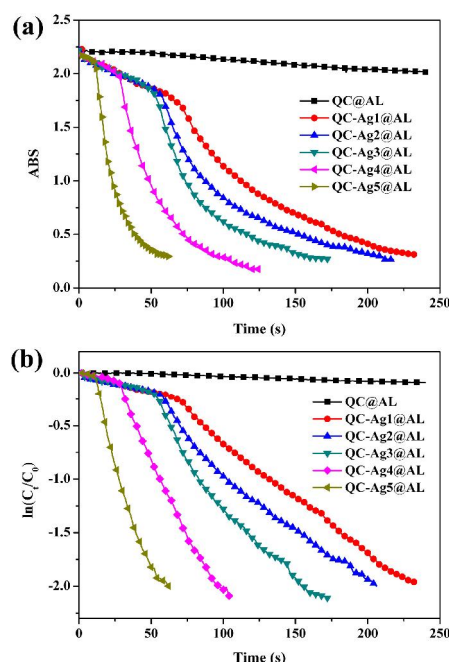 (a)
2.5
2.0
1.5
1.0
0.5
0.0
ABS
QC@AL
QC-Ag1@AL
QC-Ag2@AL
QC-Ag3@AL
QC-Ag4@AL
QC-Ag5@AL
0 50 100 150 200 250
Time (s)
(b)
0.0
-0.5
-1.0
-1.5
-2.0
ln(Ct/C0)
QC@AL
QC-Ag1@AL
QC-Ag2@AL
QC-Ag3@AL
QC-Ag4@AL
QC-Ag5@AL
0 50 100 150 200 250
Time (s)